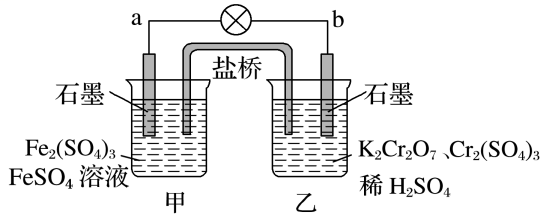 a b
盐桥
石墨 石墨
Fe₂(SO₄)₃ K₂Cr₂O₇、Cr₂(SO₄)₃
FeSO₄ 溶液 稀 H₂SO₄
甲 乙